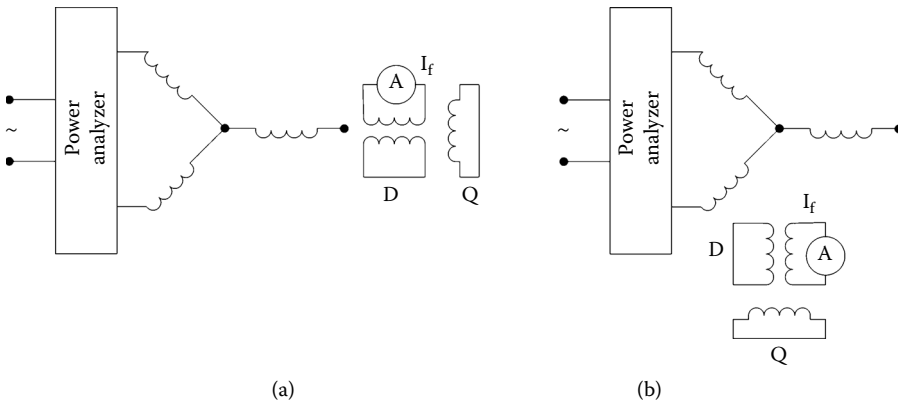 Power
analyzer
~
A
I_f
D
Q
(a)
Power
analyzer
~
D
I_f
A
Q
(b)